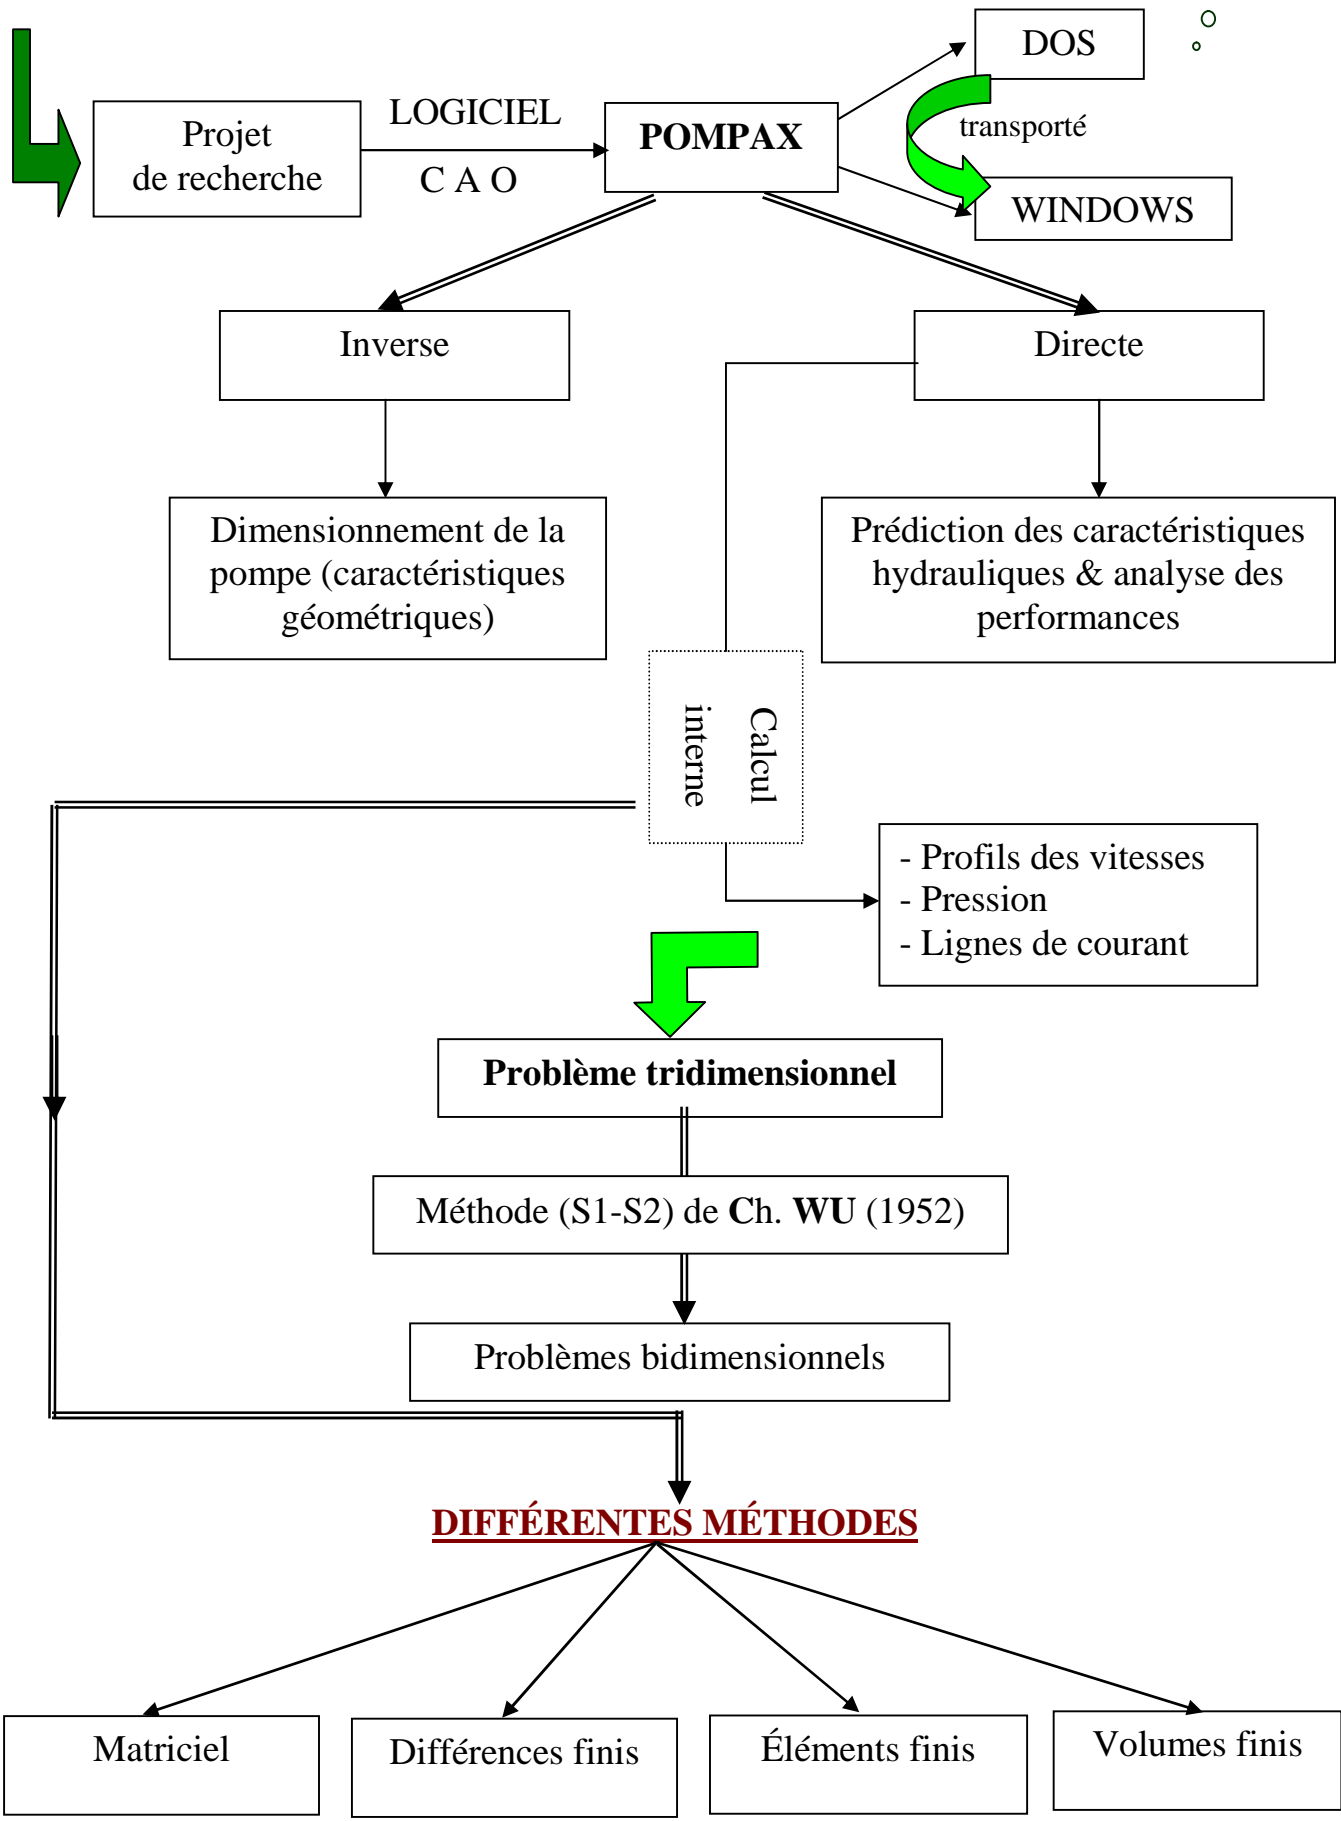 DOS
LOGICIEL
Projet
de recherche
C A O
POMPAX
transporté
WINDOWS
Inverse
Directe
Dimensionnement de la
pompe (caractéristiques
géométriques)
Prédiction des caractéristiques
hydrauliques & analyse des
performances
Calcul
interne
- Profils des vitesses
- Pression
- Lignes de courant
Problème tridimensionnel
Méthode (S1-S2) de Ch. WU (1952)
Problèmes bidimensionnels
DIFFÉRENTES MÉTHODES
Matriciel
Différences finis
Éléments finis
Volumes finis